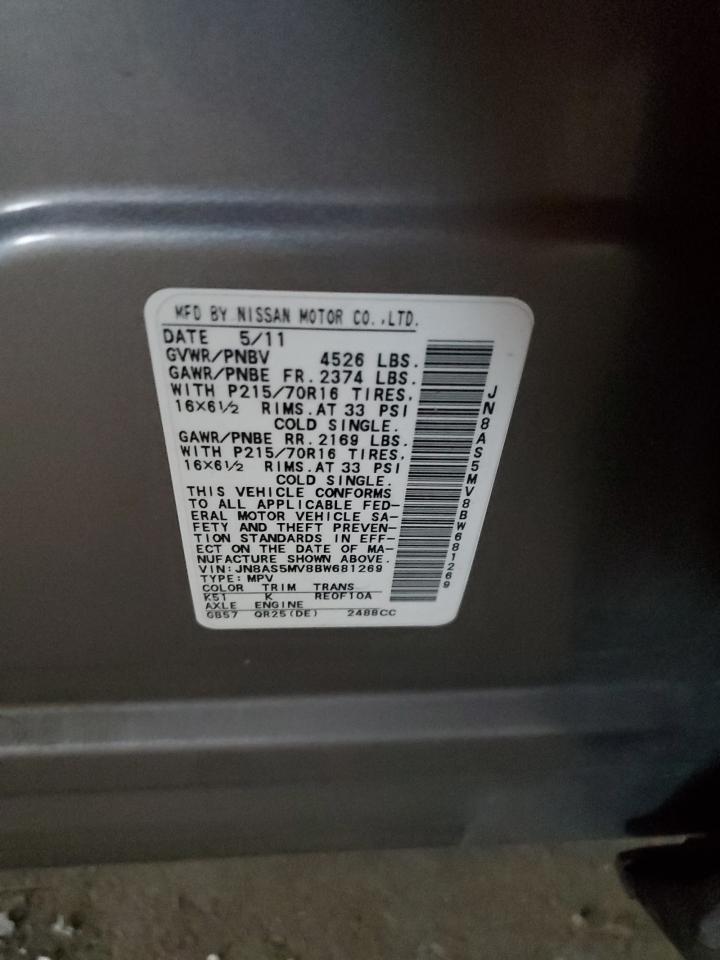 MFD BY NISSAN MOTOR CO.,LTD.
DATE 5/11
GVWR/PNBV 4526 LBS.
GAWR/PNBE FR.2374 LBS.
WITH P215/70R16 TIRES,
16X6½ RIMS.AT 33 PSI
COLD SINGLE.
GAWR/PNBE RR.2169 LBS.
WITH P215/70R16 TIRES,
16X6½ RIMS.AT 33 PSI
COLD SINGLE.
THIS VEHICLE CONFORMS
TO ALL APPLICABLE FED-
ERAL MOTOR VEHICLE SA-
FETY AND THEFT PREVEN-
TION STANDARDS IN EFF-
ECT ON THE DATE OF MA-
NUFACTURE SHOWN ABOVE.
VIN:JN8AS5MV8BW681269
TYPE:MPV
COLOR TRIM TRANS
K51 K RE0F10A
AXLE ENGINE
GB57 QR25(DE) 2488CC
JN8AS5MV8BW681269